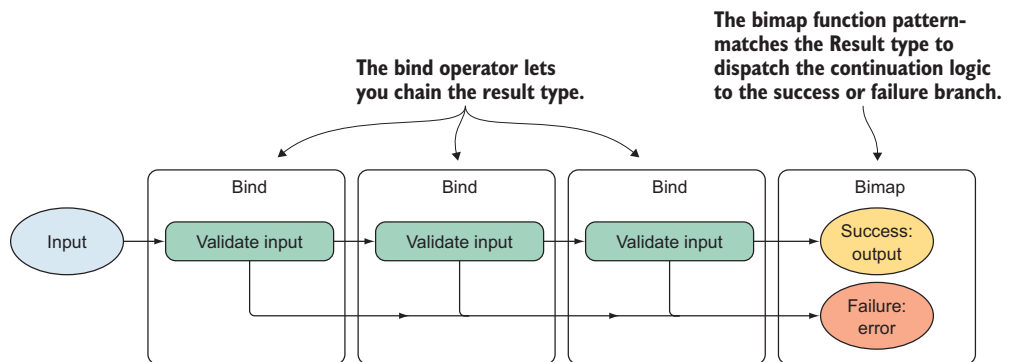 The bimap function pattern-
matches the Result type to
dispatch the continuation logic
to the success or failure branch.
The bind operator lets
you chain the result type.
Bind
Bind
Bind
Bimap
Input
Validate input
Validate input
Validate input
Success:
output
Failure:
error